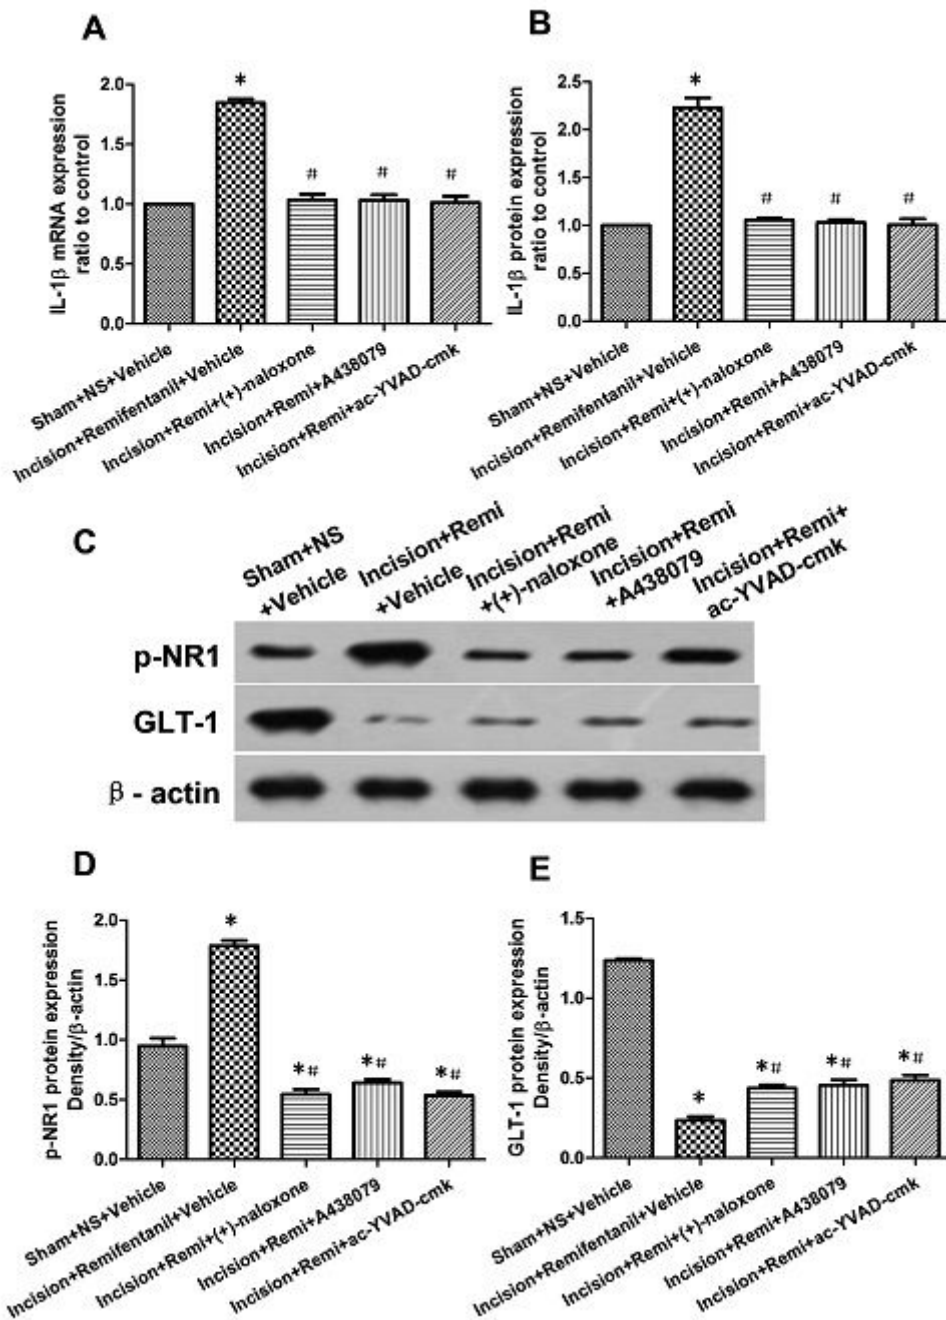 A
IL-1β mRNA expression
ratio to control
2.0
1.5
1.0
0.5
0.0
*
#
#
#
Sham+NS+Vehicle
Incision+Remifentanil+Vehicle
Incision+Remi+(+)-naloxone
Incision+Remi+A438079
Incision+Remi+ac-YVAD-cmk
B
IL-1β protein expression
ratio to control
2.5
2.0
1.5
1.0
0.5
0.0
*
#
#
#
Sham+NS+Vehicle
Incision+Remifentanil+Vehicle
Incision+Remi+(+)-naloxone
Incision+Remi+A438079
Incision+Remi+ac-YVAD-cmk
C
Sham+NS
+Vehicle
Incision+Remi
+Vehicle
Incision+Remi
+(+)-naloxone
Incision+Remi
+A438079
Incision+Remi+
ac-YVAD-cmk
p-NR1
GLT-1
β - actin
D
p-NR1 protein expression
Density/β-actin
2.0
1.5
1.0
0.5
0.0
*
*#
*#
*#
Sham+NS+Vehicle
Incision+Remifentanil+Vehicle
Incision+Remi+(+)-naloxone
Incision+Remi+A438079
Incision+Remi+ac-YVAD-cmk
E
GLT-1 protein expression
Density/β-actin
1.5
1.0
0.5
0.0
*
*#
*#
*#
Sham+NS+Vehicle
Incision+Remifentanil+Vehicle
Incision+Remi+(+)-naloxone
Incision+Remi+A438079
Incision+Remi+ac-YVAD-cmk